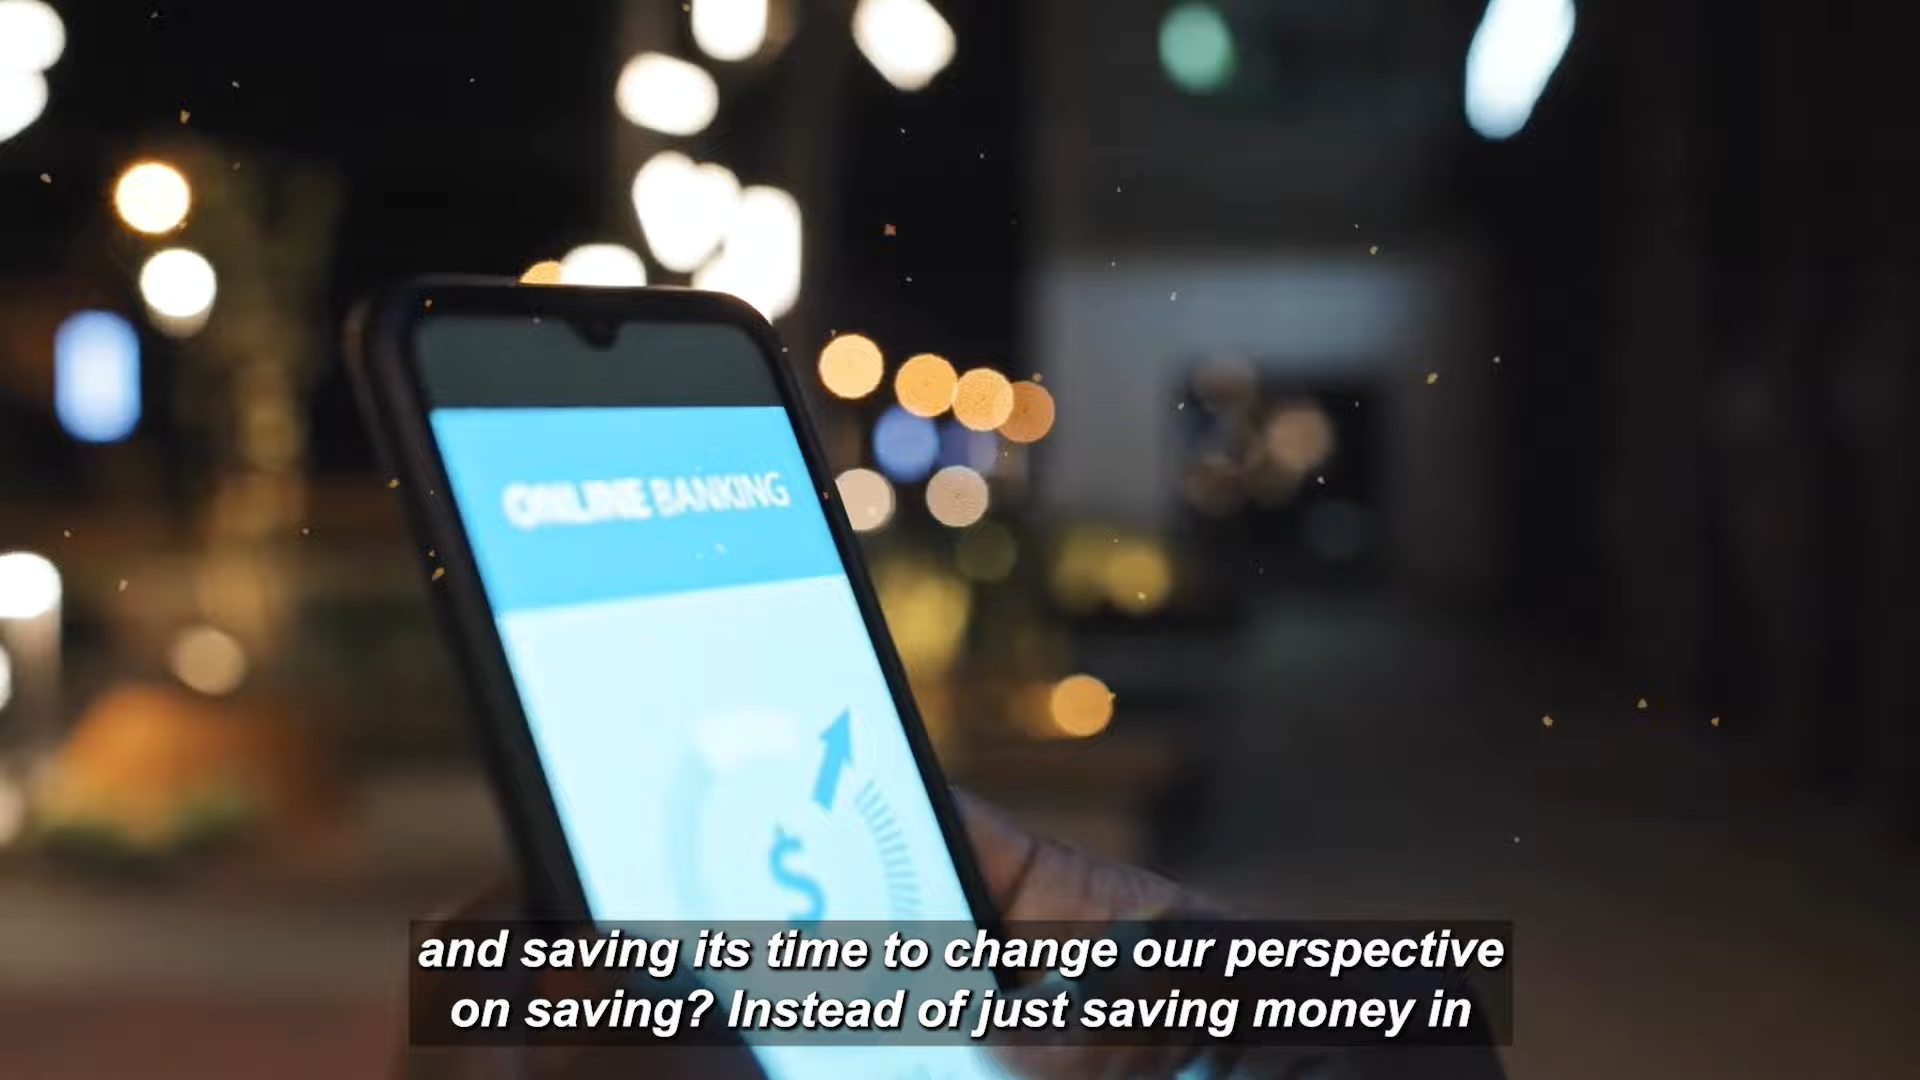 ONLINE BANKING
$
and saving its time to change our perspective
on saving? Instead of just saving money in